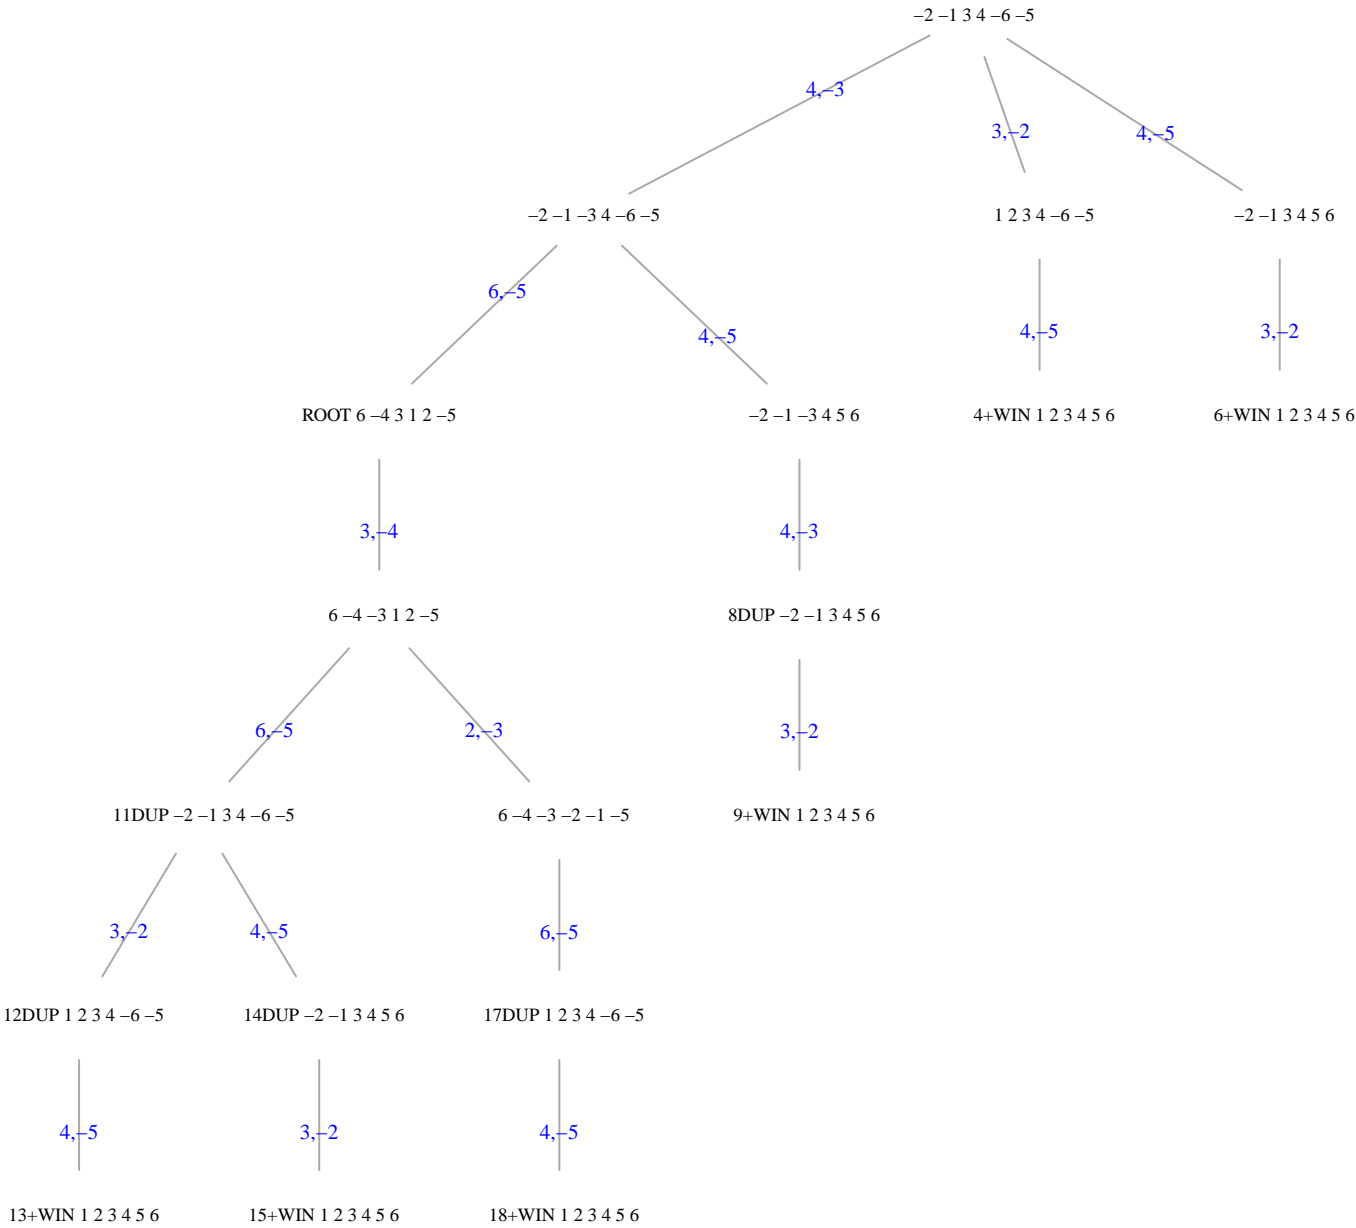 –2 –1 3 4 –6 –5
4,–3
3,–2
4,–5
–2 –1 –3 4 –6 –5
1 2 3 4 –6 –5
–2 –1 3 4 5 6
6,–5
4,–5
4,–5
3,–2
ROOT 6 –4 3 1 2 –5
–2 –1 –3 4 5 6
4+WIN 1 2 3 4 5 6
6+WIN 1 2 3 4 5 6
3,–4
4,–3
6 –4 –3 1 2 –5
8DUP –2 –1 3 4 5 6
6,–5
2,–3
3,–2
11DUP –2 –1 3 4 –6 –5
6 –4 –3 –2 –1 –5
9+WIN 1 2 3 4 5 6
3,–2
4,–5
6,–5
12DUP 1 2 3 4 –6 –5
14DUP –2 –1 3 4 5 6
17DUP 1 2 3 4 –6 –5
4,–5
3,–2
4,–5
13+WIN 1 2 3 4 5 6
15+WIN 1 2 3 4 5 6
18+WIN 1 2 3 4 5 6